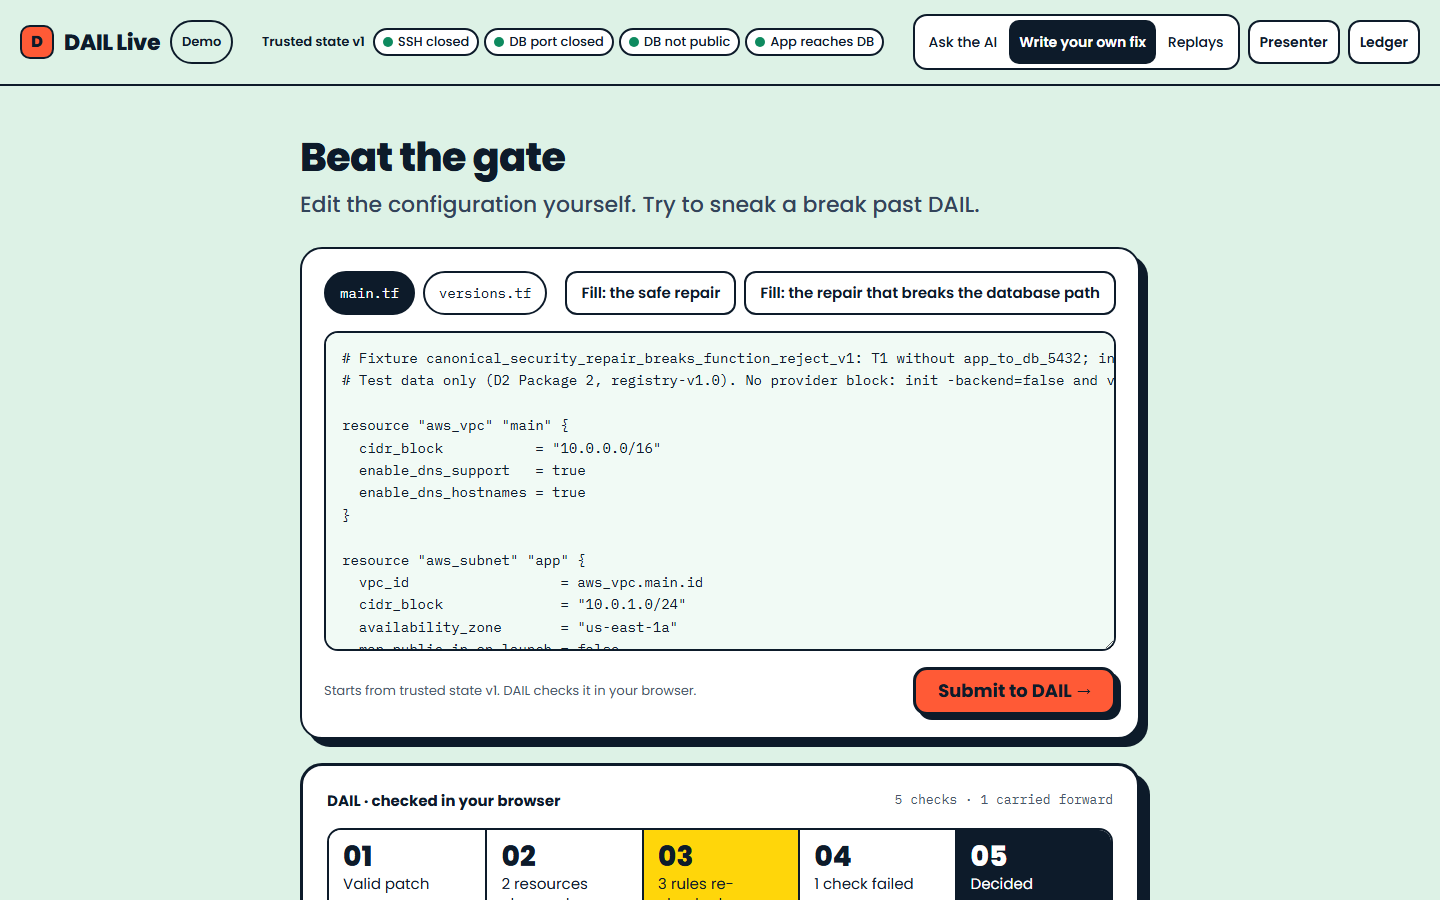 D DAIL Live Demo Trusted state v1 SSH closed DB port closed DB not public App reaches DB Ask the AI Write your own fix Replays Presenter Ledger
Beat the gate
Edit the configuration yourself. Try to sneak a break past DAIL.
main.tf versions.tf Fill: the safe repair Fill: the repair that breaks the database path
# Fixture canonical_security_repair_breaks_function_reject_v1: T1 without app_to_db_5432; in
# Test data only (D2 Package 2, registry-v1.0). No provider block: init -backend=false and v
resource "aws_vpc" "main" {
  cidr_block           = "10.0.0.0/16"
  enable_dns_support   = true
  enable_dns_hostnames = true
}
resource "aws_subnet" "app" {
  vpc_id                  = aws_vpc.main.id
  cidr_block              = "10.0.1.0/24"
  availability_zone       = "us-east-1a"
  map_public_ip_on_launch = false
Starts from trusted state v1. DAIL checks it in your browser. Submit to DAIL →
DAIL · checked in your browser 5 checks · 1 carried forward
01 02 03 04 05
Valid patch 2 resources 3 rules re- 1 check failed Decided